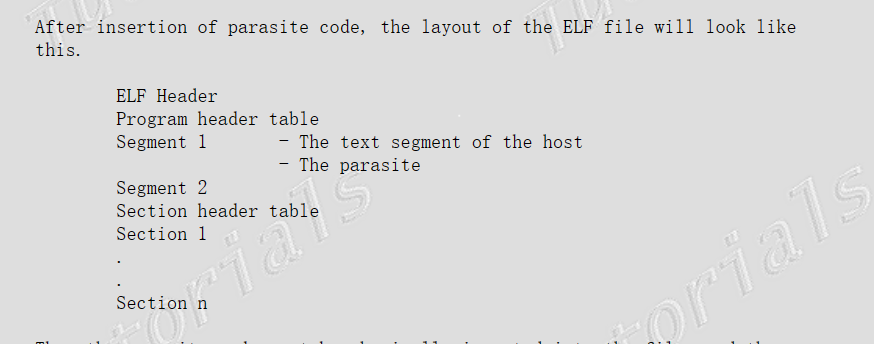 After insertion of parasite code, the layout of the ELF file will look like
this.
ELF Header
Program header table
Segment 1 - The text segment of the host
- The parasite
Segment 2
Section header table
Section 1
.
.
Section n